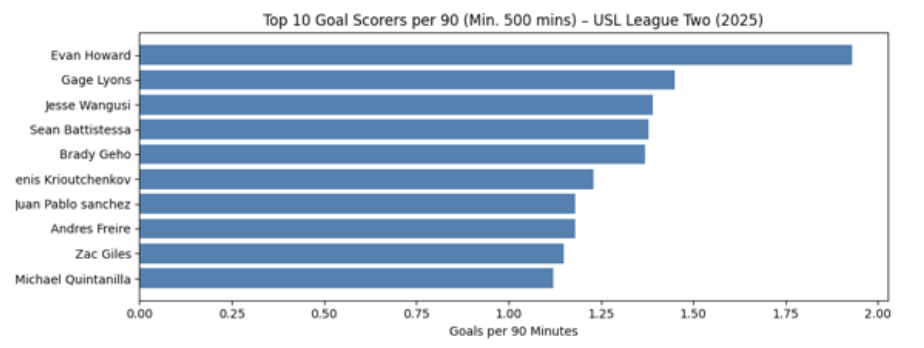 Top 10 Goal Scorers per 90 (Min. 500 mins) – USL League Two (2025)
Evan Howard
Gage Lyons
Jesse Wangusi
Sean Battistessa
Brady Geho
enis Krioutchenkov
Juan Pablo sanchez
Andres Freire
Zac Giles
Michael Quintanilla
0.00 0.25 0.50 0.75 1.00 1.25 1.50 1.75 2.00
Goals per 90 Minutes